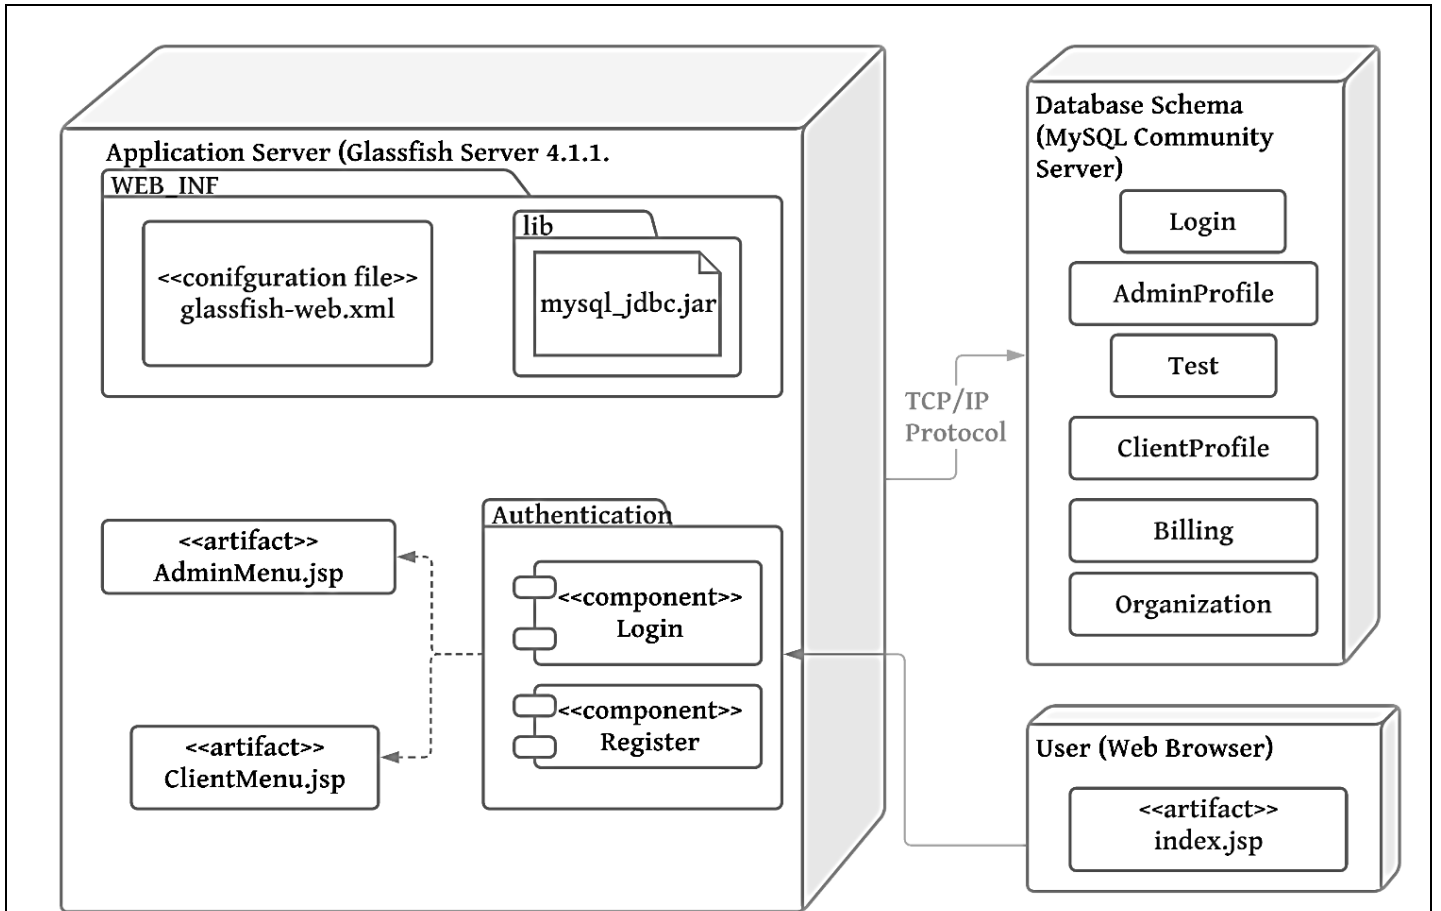 Application Server (Glassfish Server 4.1.1.
WEB_INF
<<conifguration file>>
glassfish-web.xml
lib
mysql_jdbc.jar
<<artifact>>
AdminMenu.jsp
<<artifact>>
ClientMenu.jsp
Authentication
<<component>>
Login
<<component>>
Register
TCP/IP
Protocol
Database Schema
(MySQL Community
Server)
Login
AdminProfile
Test
ClientProfile
Billing
Organization
User (Web Browser)
<<artifact>>
index.jsp